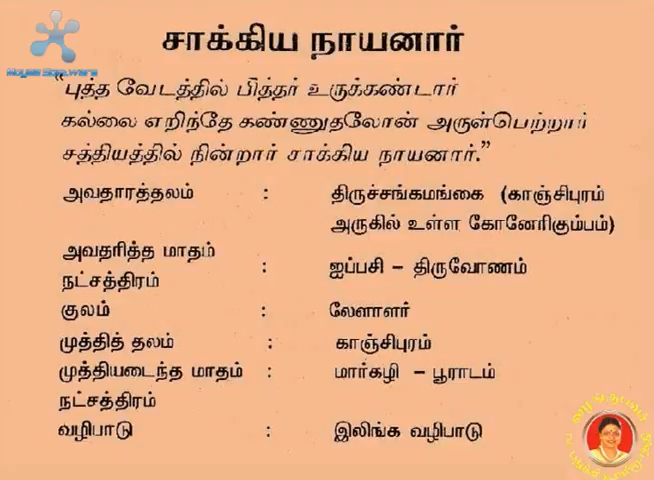 சாக்கிய நாயனார்
"புத்த வேடத்தில் பித்தர் உருக்கண்டார்
கல்லை எறிந்தே கண்ணுதலோன் அருள்பெற்றார்
சத்தியத்தில் நின்றார் சாக்கிய நாயனார்."
அவதாரத்தலம் : திருச்சங்கமங்கை (காஞ்சிபுரம்
அருகில் உள்ள கோனேரிகும்பம்)
அவதரித்த மாதம்
நட்சத்திரம் : ஐப்பசி – திருவோணம்
குலம் : லேளாளர்
முத்தித் தலம் : காஞ்சிபுரம்
முத்தியடைந்த மாதம் : மார்கழி – பூராடம்
நட்சத்திரம்
வழிபாடு : இலிங்க வழிபாடு